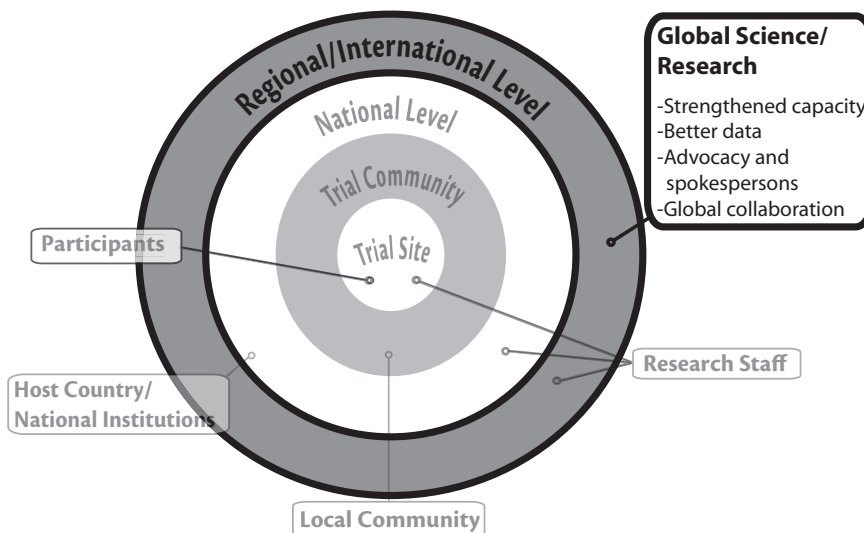 Global Science/
Research
-Strengthened capacity
-Better data
-Advocacy and
spokespersons
-Global collaboration
Regional/International Level
National Level
Trial Community
Trial Site
Participants
Research Staff
Host Country/
National Institutions
Local Community